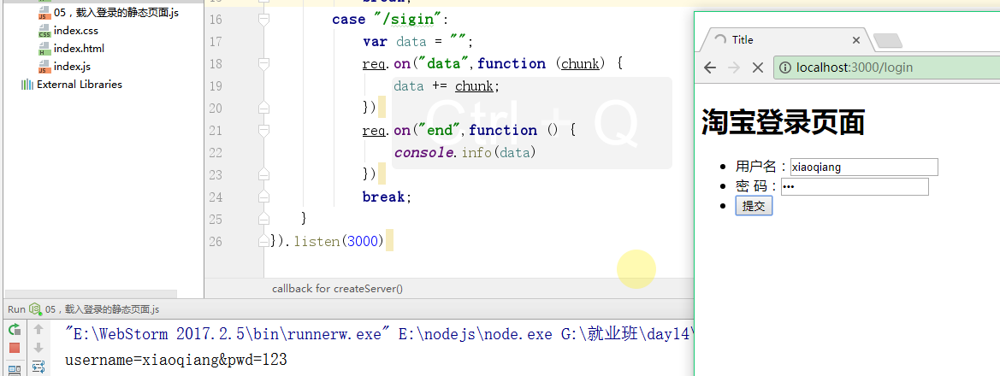 05，载入登录的静态页面.js
index.css
index.html
index.js
External Libraries
break;
16 case "/sigin":
17 var data = "";
18 req.on("data",function (chunk) {
19 data += chunk;
20 })
21 req.on("end",function () {
22 console.info(data)
23 })
24 break;
25 }
26 }).listen(3000)
Ctrl + Q
callback for createServer()
Run 05，载入登录的静态页面.js
"E:\WebStorm 2017.2.5\bin\runnerw.exe" E:\nodejs\node.exe G:\就业班\day14\
username=xiaoqiang&pwd=123
Title
localhost:3000/login
淘宝登录页面
用户名：xiaoqiang
密 码：•••
提交